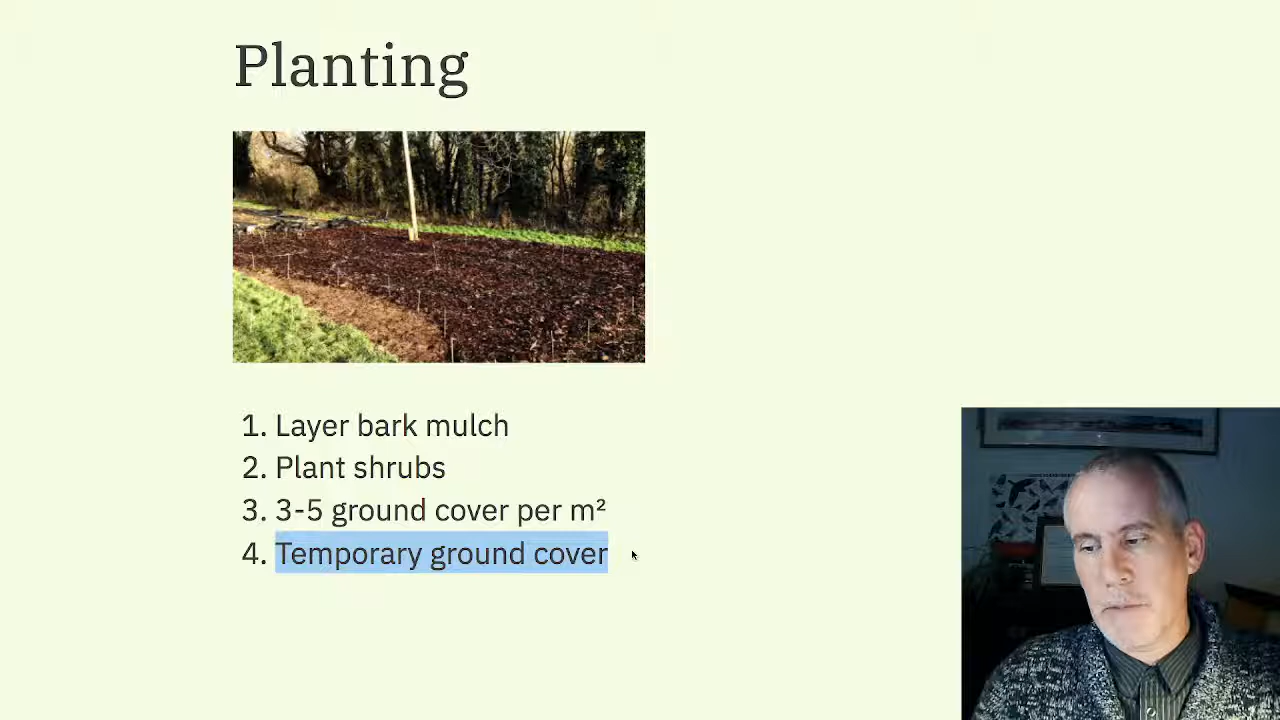 Planting
1. Layer bark mulch
2. Plant shrubs
3. 3-5 ground cover per m²
4. Temporary ground cover